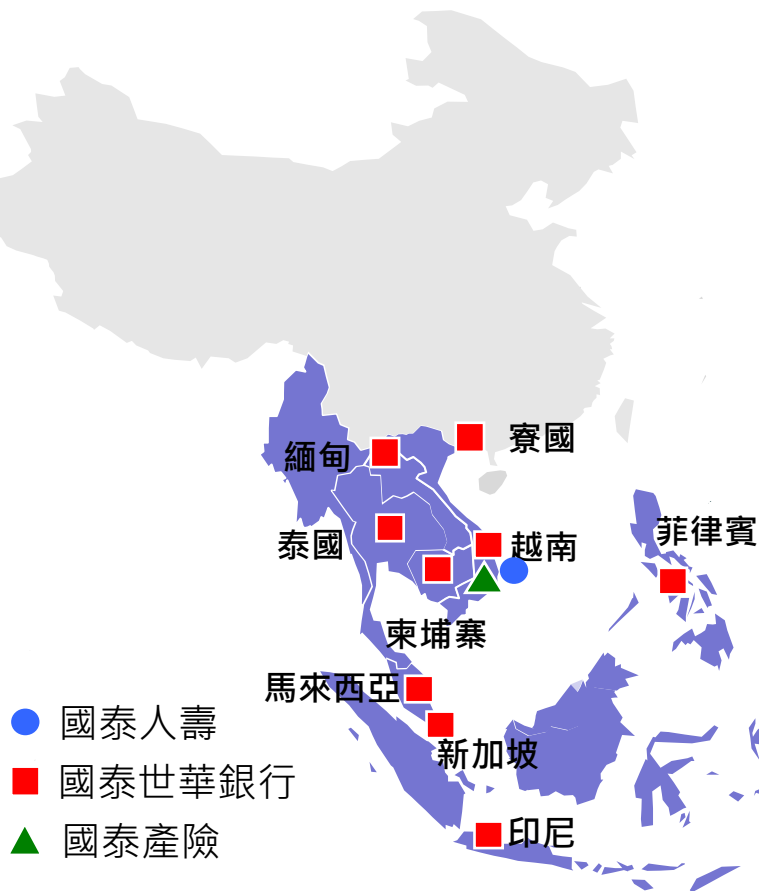 寮國
緬甸
菲律賓
泰國
越南
柬埔寨
馬來西亞
國泰人壽
新加坡
國泰世華銀行
印尼
國泰產險